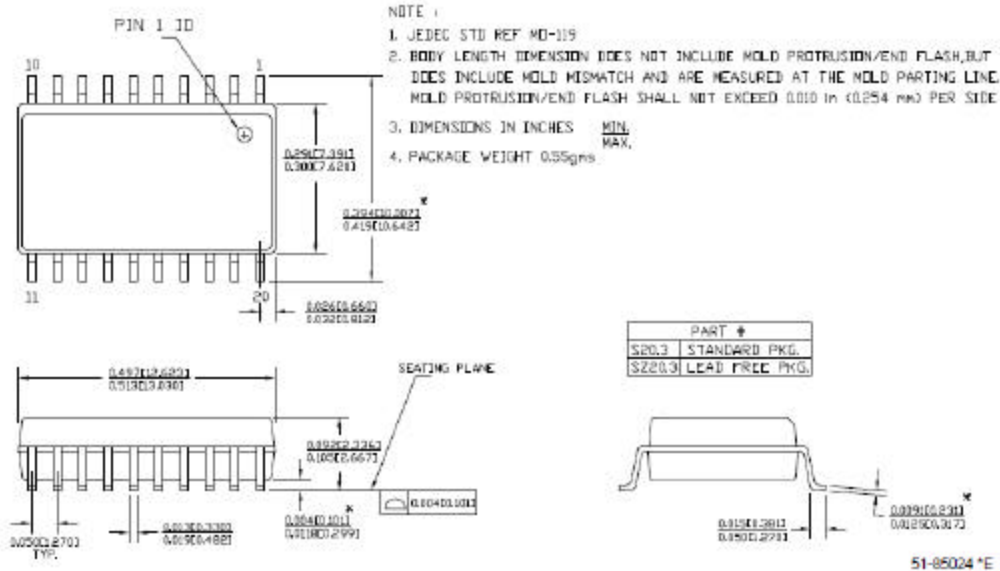 PIN 1 ID
NOTE :
1. JEDEC STD REF MO-119
2. BODY LENGTH DIMENSION DOES NOT INCLUDE MOLD PROTRUSION/END FLASH,BUT
DOES INCLUDE MOLD MISMATCH AND ARE MEASURED AT THE MOLD PARTING LINE.
MOLD PROTRUSION/END FLASH SHALL NOT EXCEED 0.010 in (0.254 mm) PER SIDE
3. DIMENSIONS IN INCHES MIN.
MAX.
4. PACKAGE WEIGHT 0.55gms
10
1
0.291[7.391]
0.300[7.620]
*
0.394[10.007]
0.419[10.642]
11
20
0.026[0.660]
0.032[0.812]
PART #
S20.3 STANDARD PKG.
SZ20.3 LEAD FREE PKG.
0.497[12.623]
0.513[13.030]
SEATING PLANE
0.092[2.336]
0.105[2.667]
0.004[0.101]
0.050[1.270]
TYP.
0.013[0.330]
0.019[0.482]
*
0.004[0.101]
0.0118[0.299]
0.015[0.381]
0.050[1.270]
*
0.0091[0.231]
0.0125[0.317]
51-85024 *E